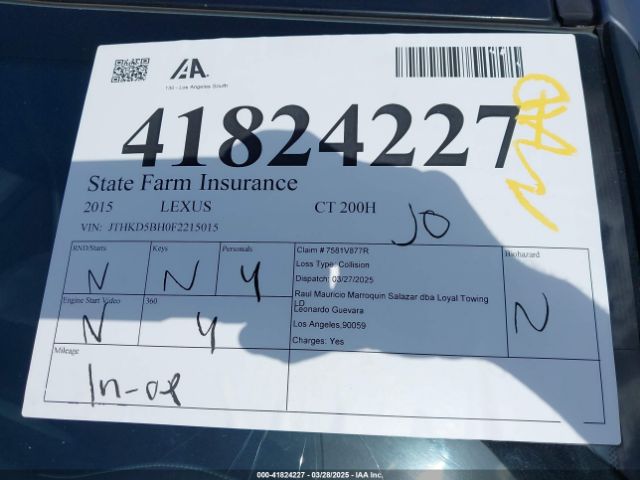 IAA.
130 - Los Angeles South
41824227
State Farm Insurance
2015 LEXUS CT 200H
VIN: JTHKD5BH0F2215015
JO
RND/Starts
N
Keys
N
Personals
Y
Claim # 7581V877R
Loss Type: Collision
Dispatch: 03/27/2025
Raul Mauricio Marroquin Salazar dba Loyal Towing
LD
Leonardo Guevara
Los Angeles,90059
Charges: Yes
Biohazard
N
Engine Start Video
N
360
Y
Mileage
In-op
000-41824227 - 03/28/2025 - IAA, Inc.